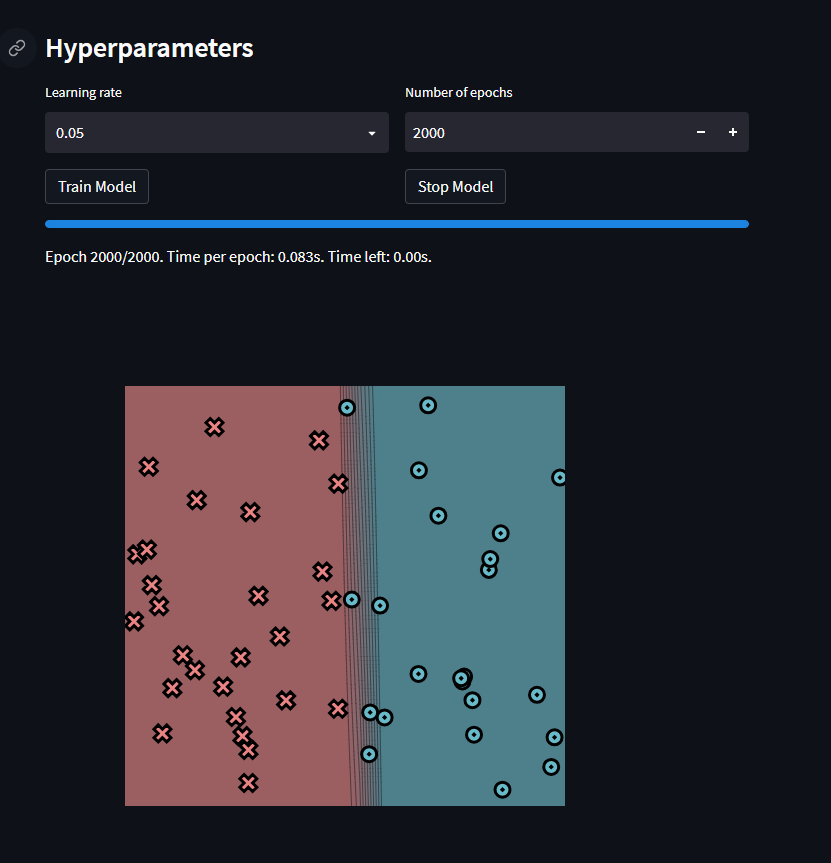 Hyperparameters
Learning rate
Number of epochs
0.05
2000
Train Model
Stop Model
Epoch 2000/2000. Time per epoch: 0.083s. Time left: 0.00s.